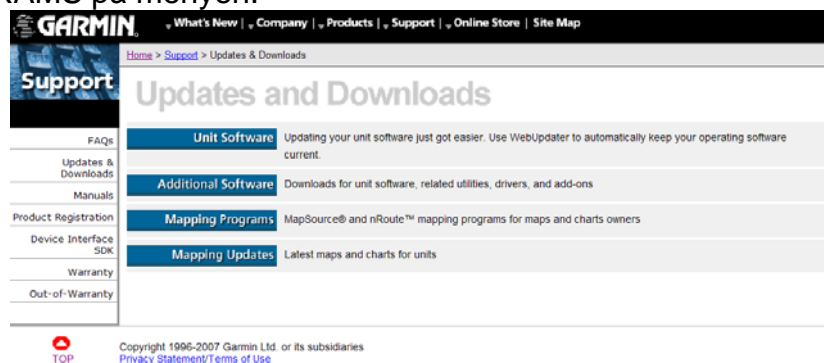 RAMS på menyen.
GARMIN
What's New | Company | Products | Support | Online Store | Site Map
Home > Support > Updates & Downloads
Support
Updates and Downloads
FAQs
Updates &
Downloads
Manuals
Product Registration
Device Interface
SDK
Warranty
Out-of-Warranty
Unit Software Updating your unit software just got easier. Use WebUpdater to automatically keep your operating software
current.
Additional Software Downloads for unit software, related utilities, drivers, and add-ons
Mapping Programs MapSource® and nRoute™ mapping programs for maps and charts owners
Mapping Updates Latest maps and charts for units
TOP
Copyright 1996-2007 Garmin Ltd. or its subsidiaries
Privacy Statement/Terms of Use